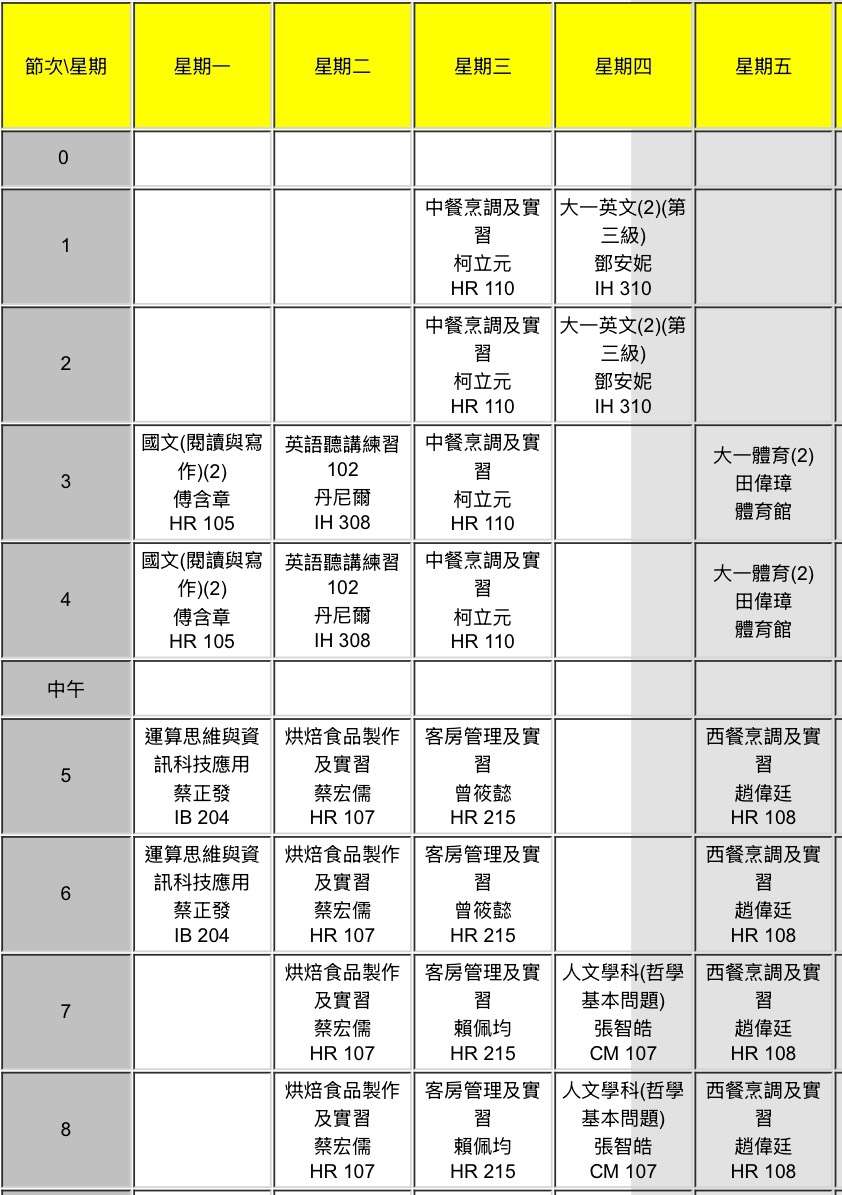 節次\星期 星期一 星期二 星期三 星期四 星期五
0
1
中餐烹調及實
習
柯立元
HR 110
大一英文(2)(第
三級)
鄧安妮
IH 310
2
中餐烹調及實
習
柯立元
HR 110
大一英文(2)(第
三級)
鄧安妮
IH 310
3
國文(閱讀與寫
作)(2)
傅含章
HR 105
英語聽講練習
102
丹尼爾
IH 308
中餐烹調及實
習
柯立元
HR 110
大一體育(2)
田偉璋
體育館
4
國文(閱讀與寫
作)(2)
傅含章
HR 105
英語聽講練習
102
丹尼爾
IH 308
中餐烹調及實
習
柯立元
HR 110
大一體育(2)
田偉璋
體育館
中午
5
運算思維與資
訊科技應用
蔡正發
IB 204
烘焙食品製作
及實習
蔡宏儒
HR 107
客房管理及實
習
曾筱懿
HR 215
西餐烹調及實
習
趙偉廷
HR 108
6
運算思維與資
訊科技應用
蔡正發
IB 204
烘焙食品製作
及實習
蔡宏儒
HR 107
客房管理及實
習
曾筱懿
HR 215
西餐烹調及實
習
趙偉廷
HR 108
7
烘焙食品製作
及實習
蔡宏儒
HR 107
客房管理及實
習
賴佩均
HR 215
人文學科(哲學
基本問題)
張智皓
CM 107
西餐烹調及實
習
趙偉廷
HR 108
8
烘焙食品製作
及實習
蔡宏儒
HR 107
客房管理及實
習
賴佩均
HR 215
人文學科(哲學
基本問題)
張智皓
CM 107
西餐烹調及實
習
趙偉廷
HR 108